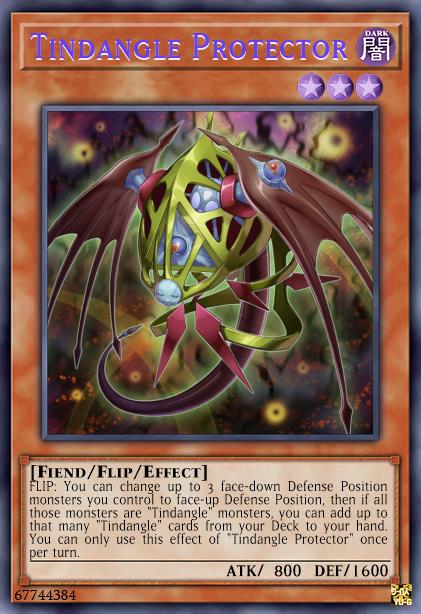 Tindangle Protector
DARK
闇
[Fiend/Flip/Effect]
FLIP: You can change up to 3 face-down Defense Position
monsters you control to face-up Defense Position, then if all
those monsters are "Tindangle" monsters, you can add up to
that many "Tindangle" cards from your Deck to your hand.
You can only use this effect of "Tindangle Protector" once
per turn.
ATK/ 800 DEF/1600
67744384